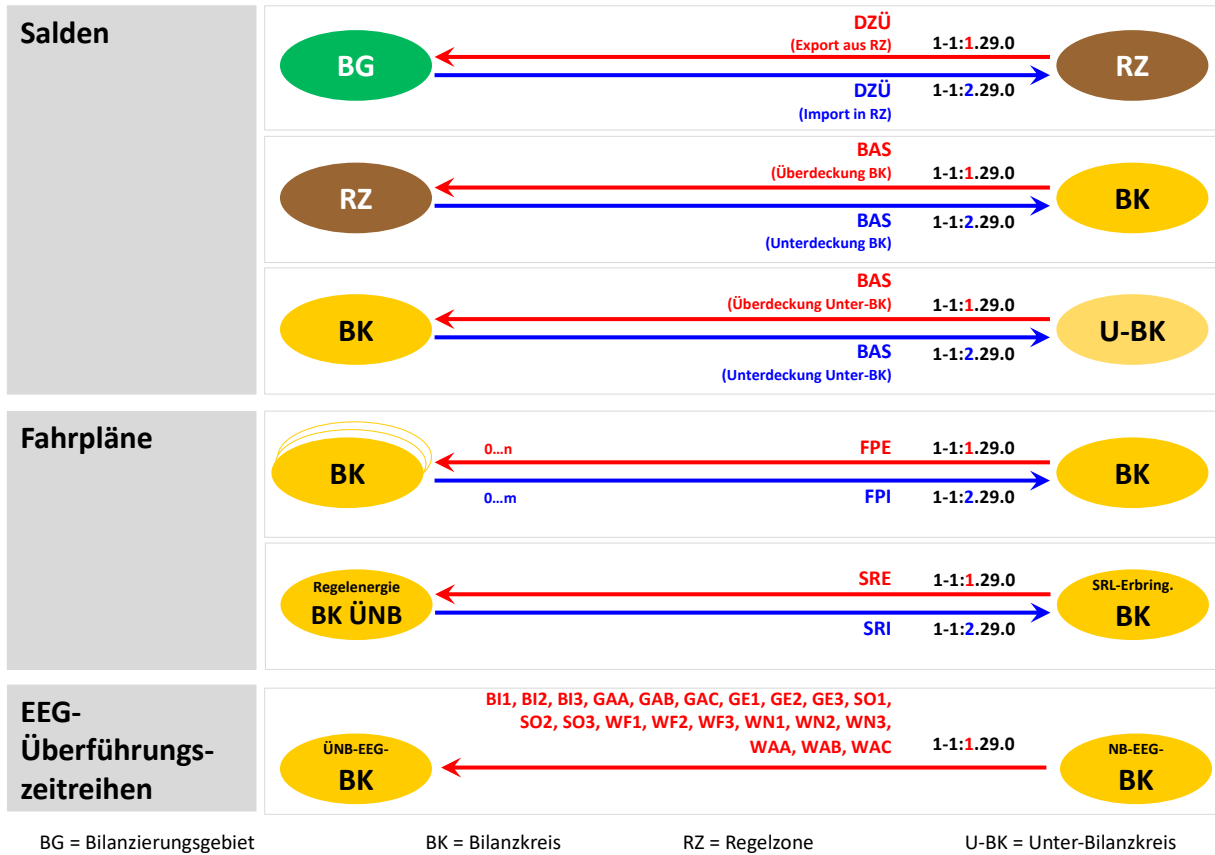 Salden
BG
DZÜ
(Export aus RZ)
1-1:1.29.0
DZÜ
(Import in RZ)
1-1:2.29.0
RZ
RZ
BAS
(Überdeckung BK)
1-1:1.29.0
BAS
(Unterdeckung BK)
1-1:2.29.0
BK
BK
BAS
(Überdeckung Unter-BK)
1-1:1.29.0
BAS
(Unterdeckung Unter-BK)
1-1:2.29.0
U-BK
Fahrpläne
BK
0...n
FPE
1-1:1.29.0
0...m
FPI
1-1:2.29.0
BK
Regelenergie
BK ÜNB
SRE
1-1:1.29.0
SRI
1-1:2.29.0
SRL-Erbring.
BK
EEG-
Überführungs-
zeitreihen
ÜNB-EEG-
BK
BI1, BI2, BI3, GAA, GAB, GAC, GE1, GE2, GE3, SO1,
SO2, SO3, WF1, WF2, WF3, WN1, WN2, WN3,
WAA, WAB, WAC
1-1:1.29.0
NB-EEG-
BK
BG = Bilanzierungsgebiet
BK = Bilanzkreis
RZ = Regelzone
U-BK = Unter-Bilanzkreis